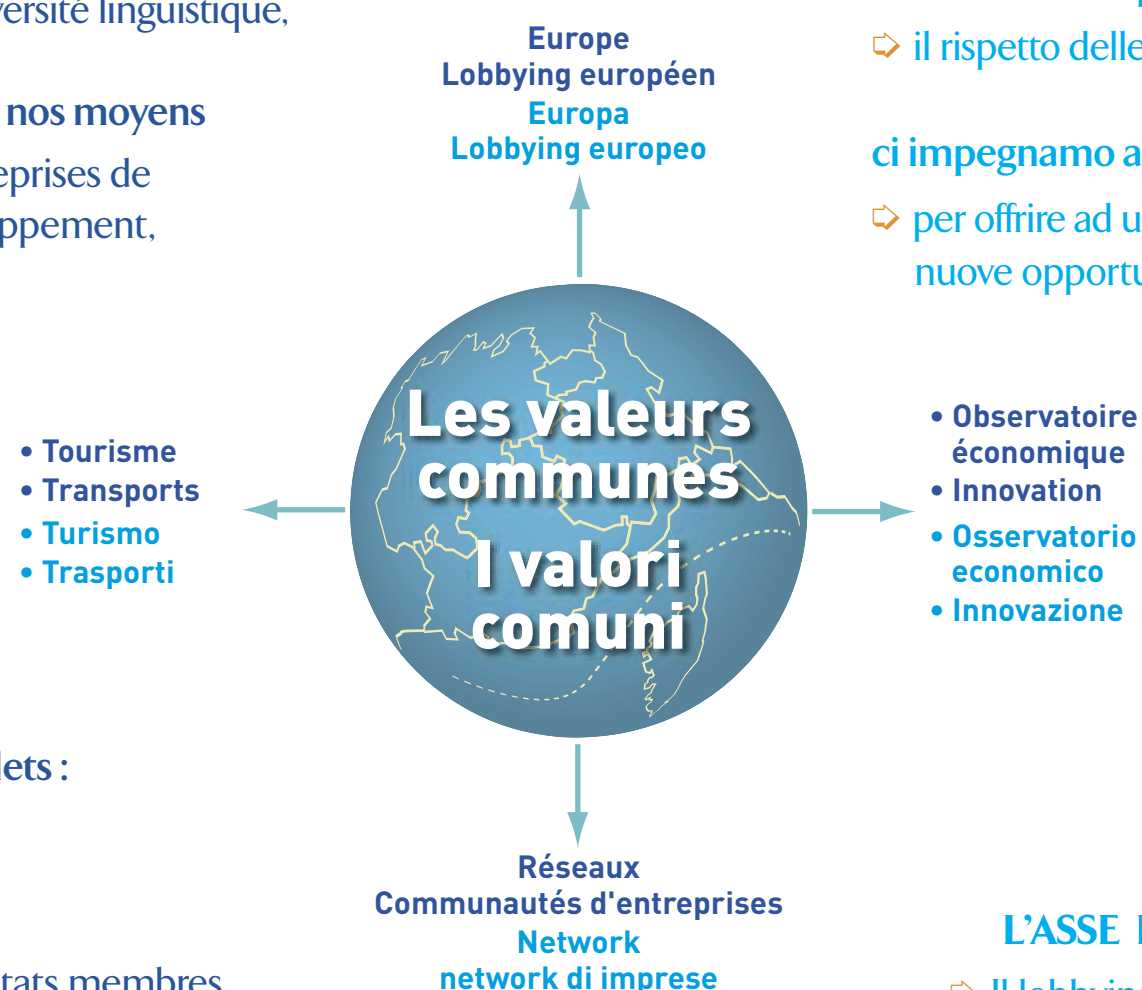 versité linguistique,
nos moyens
eprises de
ppement,
Europe
Lobbying européen
Europa
Lobbying europeo
➪ il rispetto delle
ci impegnamo a
➪ per offrire ad u
nuove opportu
• Tourisme
• Transports
• Turismo
• Trasporti
Les valeurs
communes
I valori
comuni
• Observatoire
économique
• Innovation
• Osservatorio
economico
• Innovazione
lets :
Réseaux
Communautés d'entreprises
Network
network di imprese
tats membres
L'ASSE
➪ Il lobbying